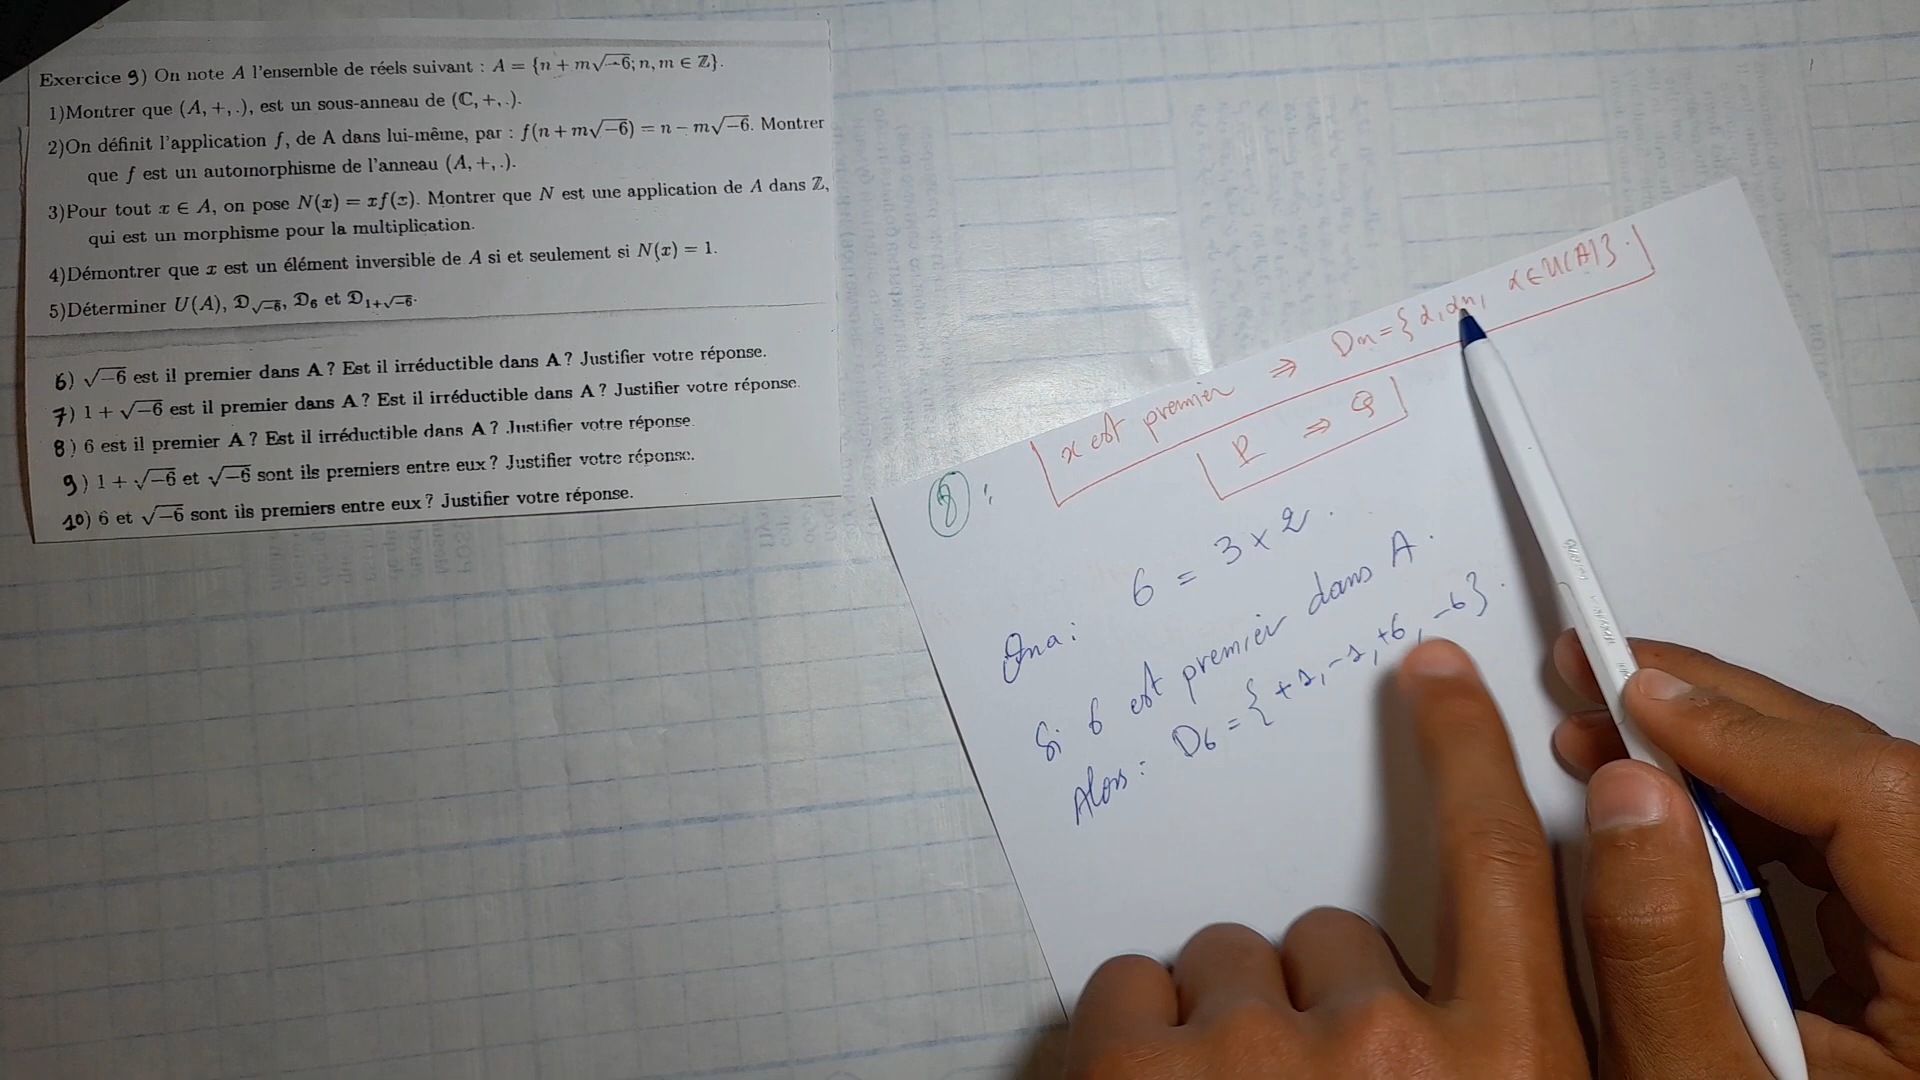 Exercice 9) On note A l'ensemble de réels suivant : A = {n + m√−6; n, m ∈ ℤ}.
1)Montrer que (A, +, .), est un sous-anneau de (ℂ, +, .).
2)On définit l'application f, de A dans lui-même, par : f(n + m√−6) = n − m√−6. Montrer
que f est un automorphisme de l'anneau (A, +, .).
3)Pour tout x ∈ A, on pose N(x) = xf(x). Montrer que N est une application de A dans ℤ,
qui est un morphisme pour la multiplication.
4)Démontrer que x est un élément inversible de A si et seulement si N(x) = 1.
5)Déterminer U(A), D√−6, D6 et D1+√−6.
6) √−6 est il premier dans A ? Est il irréductible dans A ? Justifier votre réponse.
7) 1 + √−6 est il premier dans A ? Est il irréductible dans A ? Justifier votre réponse.
8) 6 est il premier A ? Est il irréductible dans A ? Justifier votre réponse.
9) 1 + √−6 et √−6 sont ils premiers entre eux ? Justifier votre réponse.
10) 6 et √−6 sont ils premiers entre eux ? Justifier votre réponse.
x est premier ⇒ Dx = { α, αx, α ∈ U(A)}.
P ⇒ Q
8 :
Ona : 6 = 3 × 2.
Si 6 est premier dans A.
Alors : D6 = { +1, −1, +6, −6}.